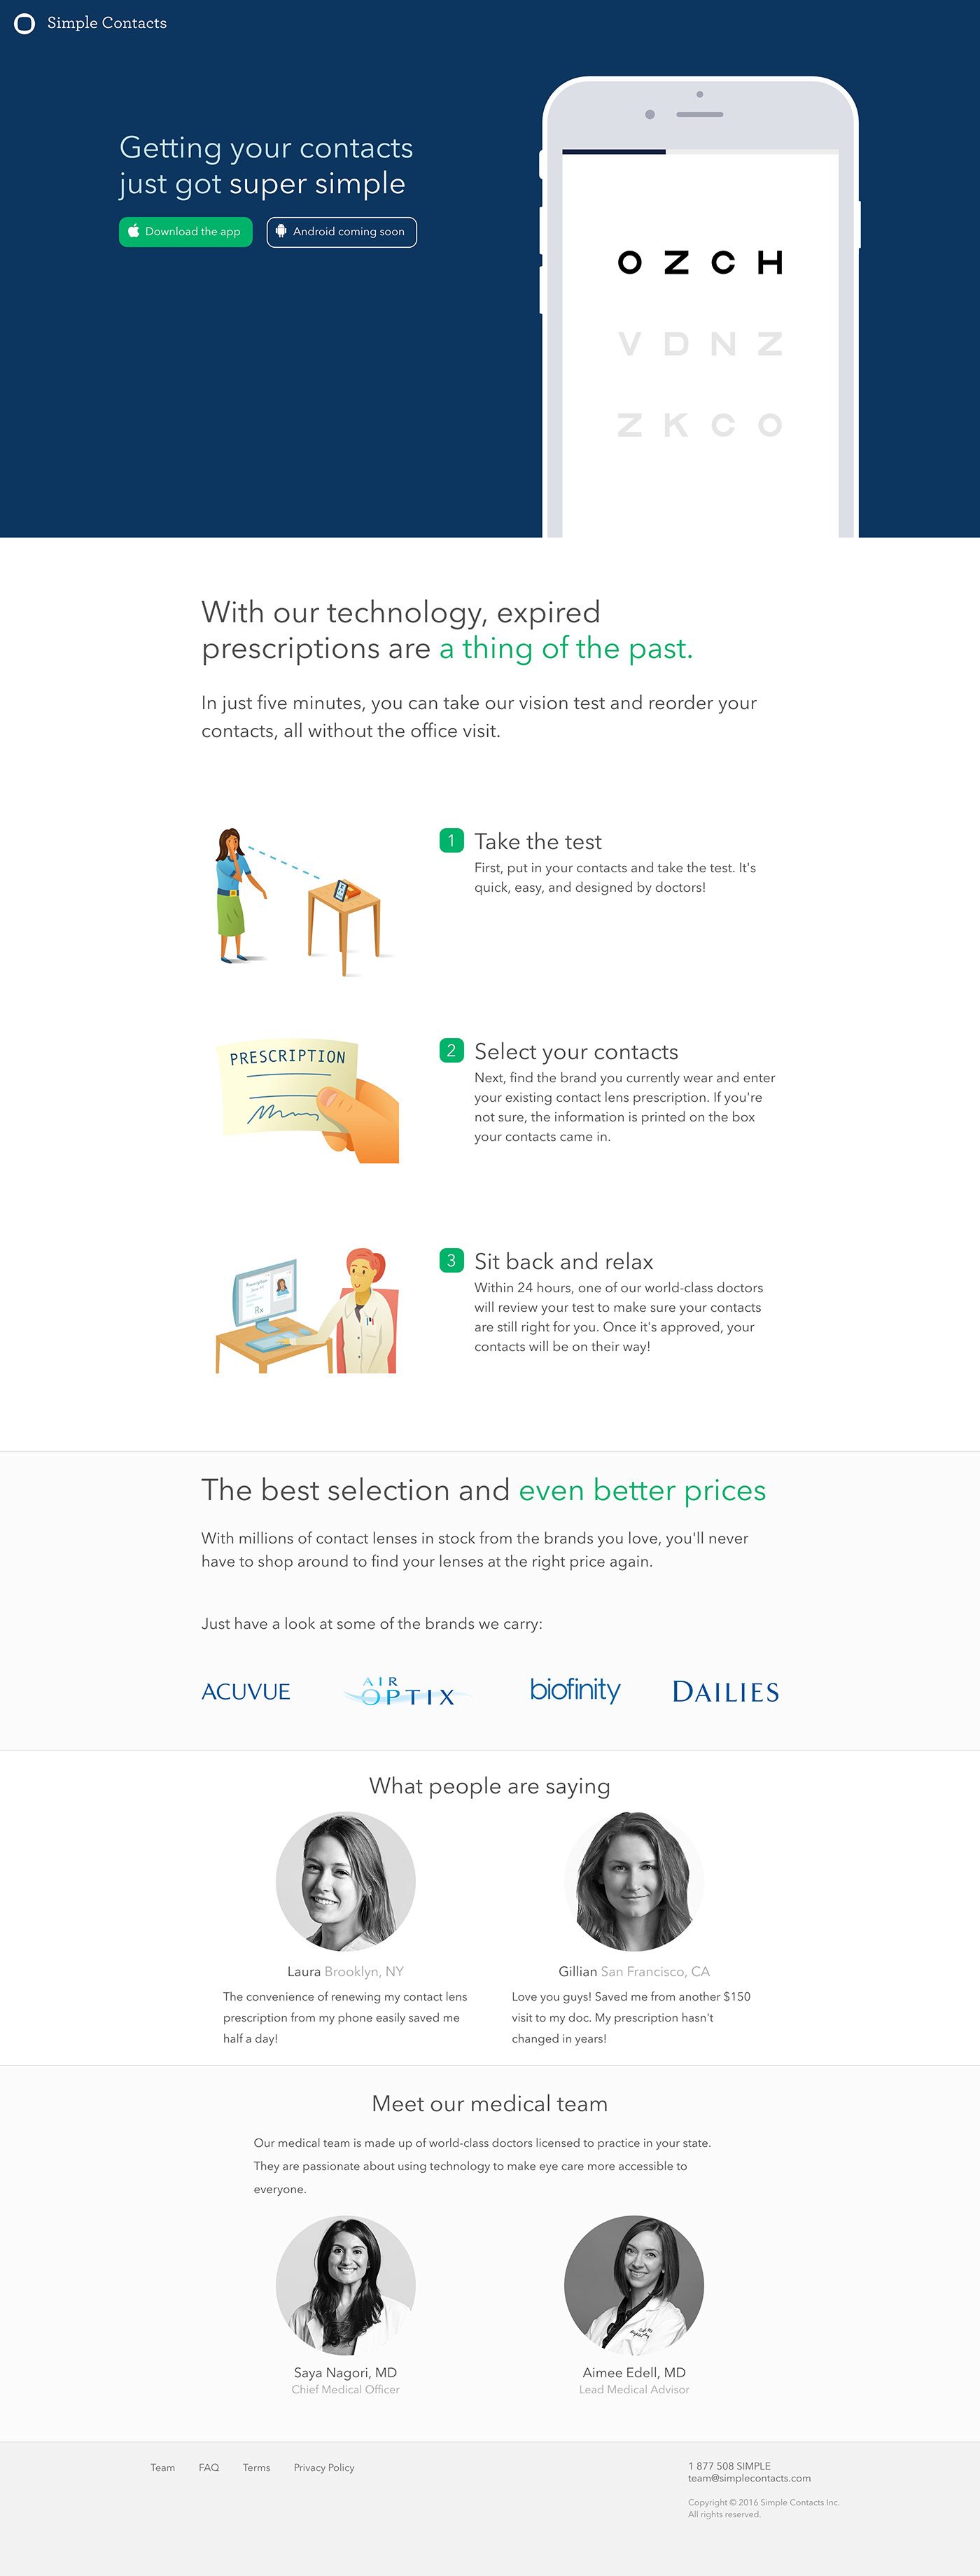 Simple Contacts
Getting your contacts
just got super simple
Download the app
Android coming soon
O Z C H
V D N Z
Z K C O
With our technology, expired
prescriptions are a thing of the past.
In just five minutes, you can take our vision test and reorder your
contacts, all without the office visit.
1 Take the test
First, put in your contacts and take the test. It's
quick, easy, and designed by doctors!
PRESCRIPTION
2 Select your contacts
Next, find the brand you currently wear and enter
your existing contact lens prescription. If you're
not sure, the information is printed on the box
your contacts came in.
Prescription
Rx
3 Sit back and relax
Within 24 hours, one of our world-class doctors
will review your test to make sure your contacts
are still right for you. Once it's approved, your
contacts will be on their way!
The best selection and even better prices
With millions of contact lenses in stock from the brands you love, you'll never
have to shop around to find your lenses at the right price again.
Just have a look at some of the brands we carry:
ACUVUE
AIR
OPTIX
biofinity
DAILIES
What people are saying
Laura Brooklyn, NY
The convenience of renewing my contact lens
prescription from my phone easily saved me
half a day!
Gillian San Francisco, CA
Love you guys! Saved me from another $150
visit to my doc. My prescription hasn't
changed in years!
Meet our medical team
Our medical team is made up of world-class doctors licensed to practice in your state.
They are passionate about using technology to make eye care more accessible to
everyone.
Saya Nagori, MD
Chief Medical Officer
Aimee Edell, MD
Lead Medical Advisor
Team
FAQ
Terms
Privacy Policy
1 877 508 SIMPLE
team@simplecontacts.com
Copyright © 2016 Simple Contacts Inc.
All rights reserved.